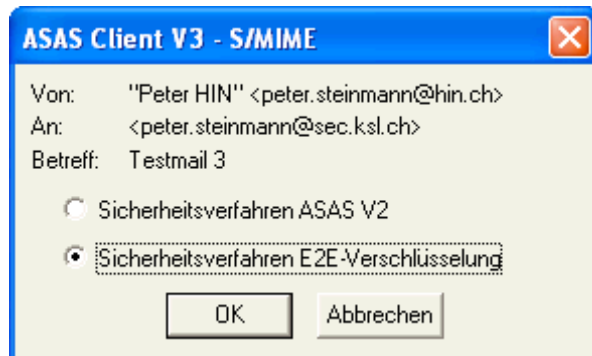 ASAS Client V3 - S/MIME
Von: "Peter HIN" <peter.steinmann@hin.ch>
An: <peter.steinmann@sec.ksl.ch>
Betreff: Testmail 3
Sicherheitsverfahren ASAS V2
Sicherheitsverfahren E2E-Verschlüsselung
OK Abbrechen